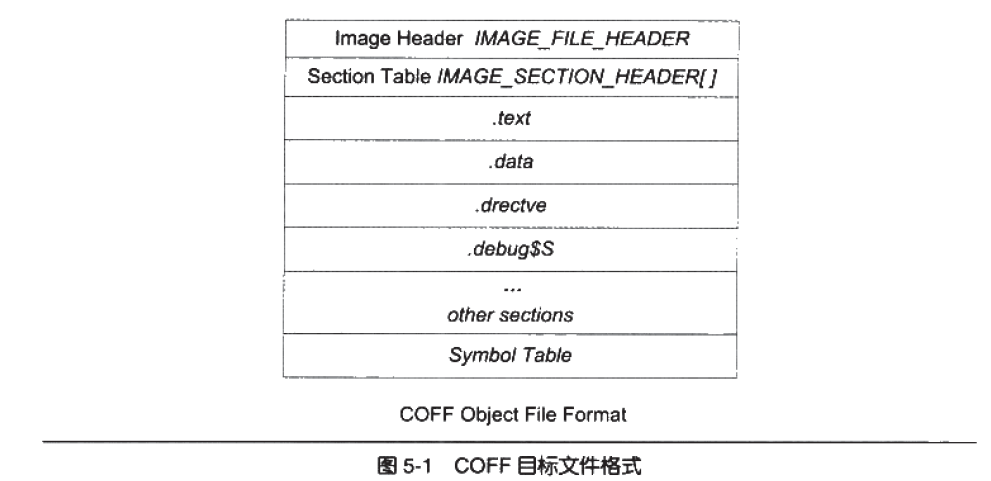 Image Header IMAGE_FILE_HEADER
Section Table IMAGE_SECTION_HEADER[ ]
.text
.data
.drectve
.debug$S
...
other sections
Symbol Table
COFF Object File Format
图 5-1 COFF 目标文件格式